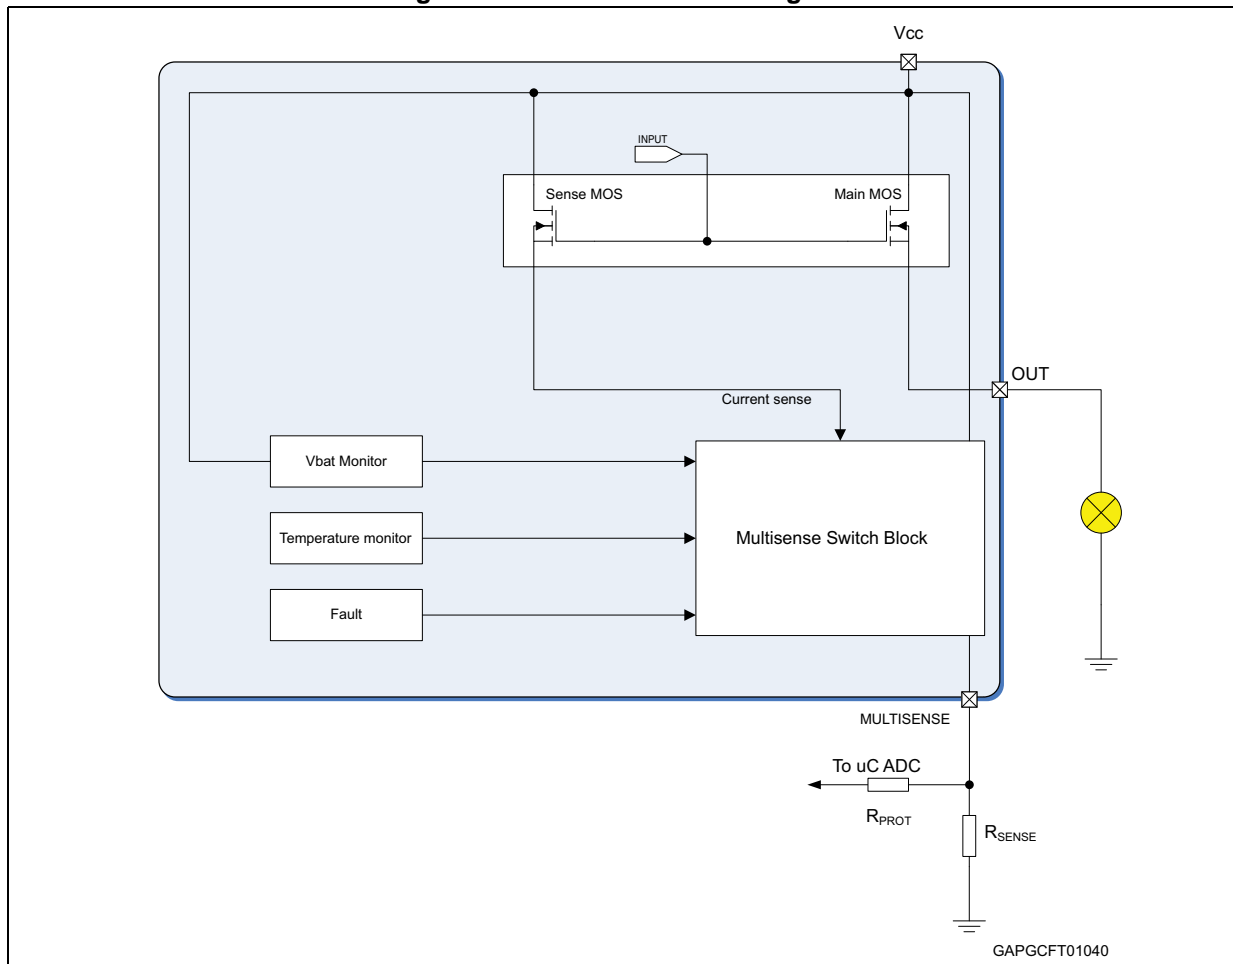 Vcc
INPUT
Sense MOS
Main MOS
OUT
Current sense
Vbat Monitor
Temperature monitor
Multisense Switch Block
Fault
MULTISENSE
To uC ADC
RPROT
RSENSE
GAPGCFT01040